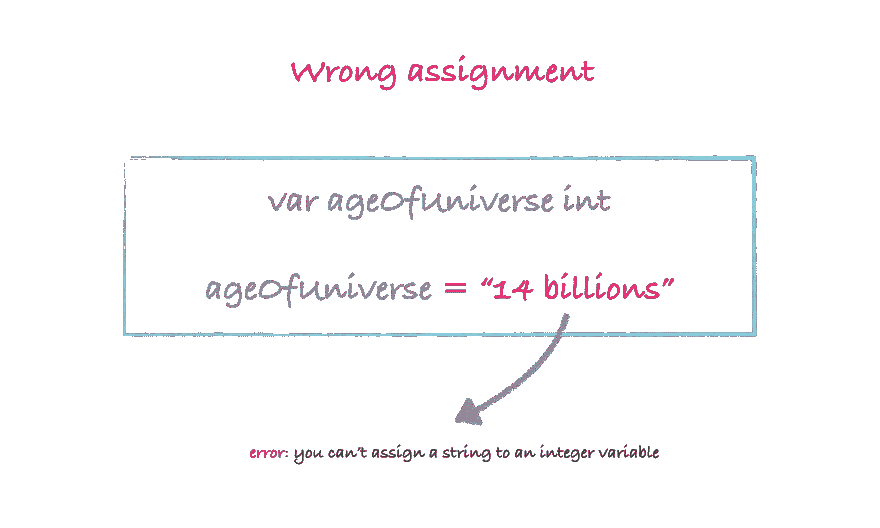 Wrong assignment
var ageOfUniverse int
ageOfUniverse = “14 billions”
error: you can't assign a string to an integer variable